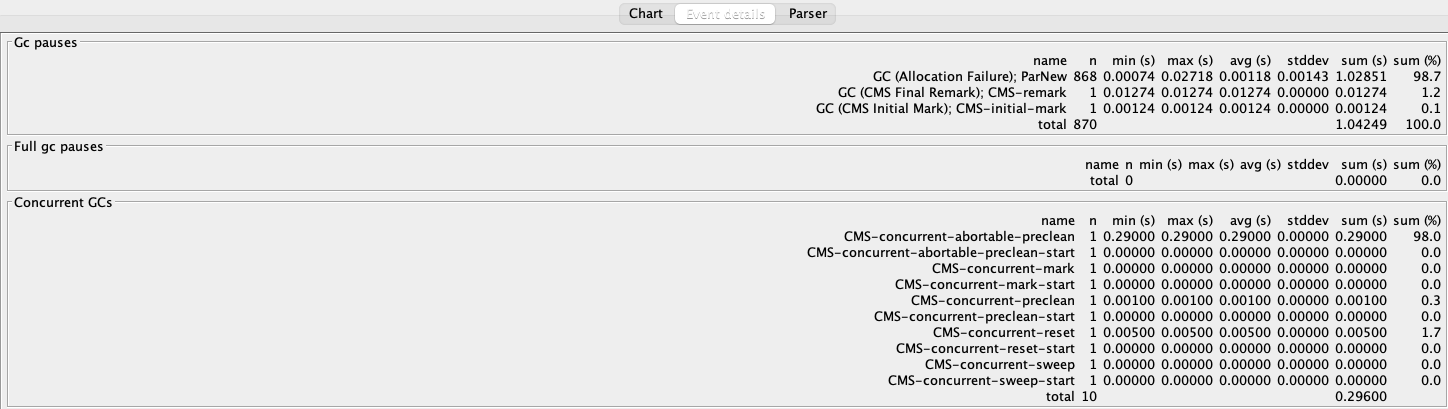 Chart Event details Parser
Gc pauses
name n min (s) max (s) avg (s) stddev sum (s) sum (%)
GC (Allocation Failure); ParNew 868 0.00074 0.02718 0.00118 0.00143 1.02851 98.7
GC (CMS Final Remark); CMS-remark 1 0.01274 0.01274 0.01274 0.00000 0.01274 1.2
GC (CMS Initial Mark); CMS-initial-mark 1 0.00124 0.00124 0.00124 0.00000 0.00124 0.1
total 870 1.04249 100.0
Full gc pauses
name n min (s) max (s) avg (s) stddev sum (s) sum (%)
total 0 0.00000 0.0
Concurrent GCs
name n min (s) max (s) avg (s) stddev sum (s) sum (%)
CMS-concurrent-abortable-preclean 1 0.29000 0.29000 0.29000 0.00000 0.29000 98.0
CMS-concurrent-abortable-preclean-start 1 0.00000 0.00000 0.00000 0.00000 0.00000 0.0
CMS-concurrent-mark 1 0.00000 0.00000 0.00000 0.00000 0.00000 0.0
CMS-concurrent-mark-start 1 0.00000 0.00000 0.00000 0.00000 0.00000 0.0
CMS-concurrent-preclean 1 0.00100 0.00100 0.00100 0.00000 0.00100 0.3
CMS-concurrent-preclean-start 1 0.00000 0.00000 0.00000 0.00000 0.00000 0.0
CMS-concurrent-reset 1 0.00500 0.00500 0.00500 0.00000 0.00500 1.7
CMS-concurrent-reset-start 1 0.00000 0.00000 0.00000 0.00000 0.00000 0.0
CMS-concurrent-sweep 1 0.00000 0.00000 0.00000 0.00000 0.00000 0.0
CMS-concurrent-sweep-start 1 0.00000 0.00000 0.00000 0.00000 0.00000 0.0
total 10 0.29600